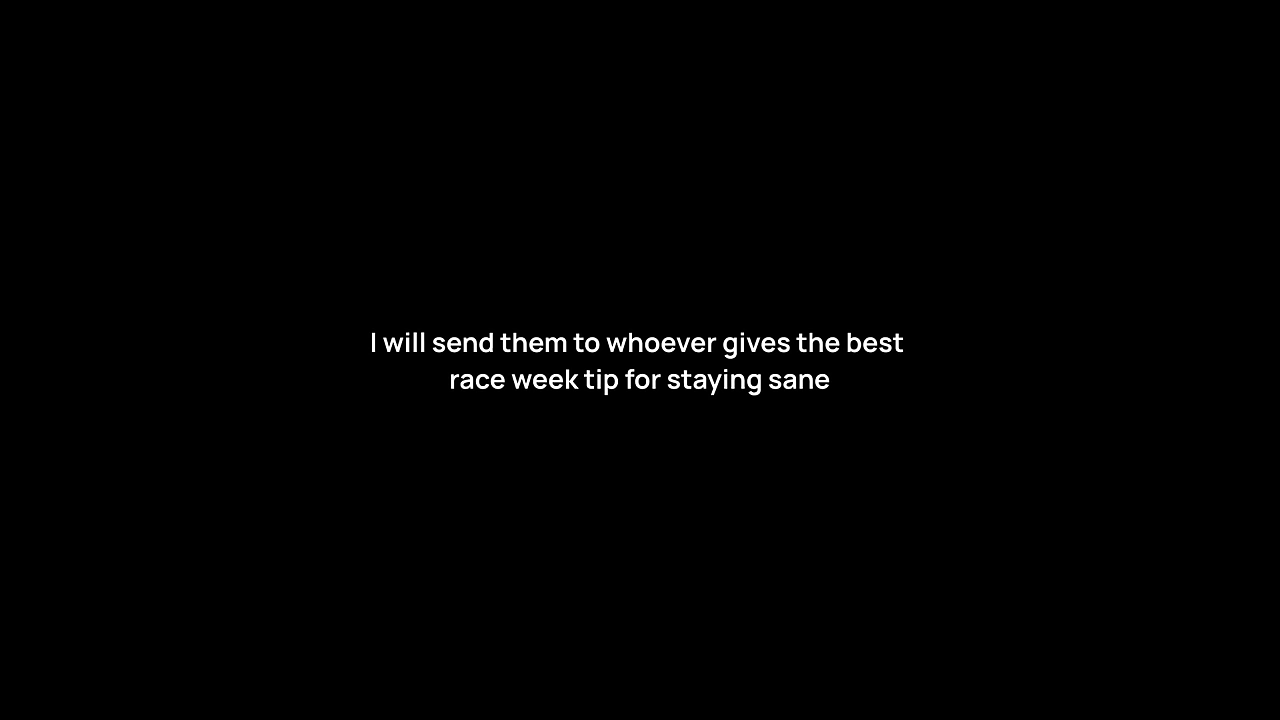 I will send them to whoever gives the best
race week tip for staying sane